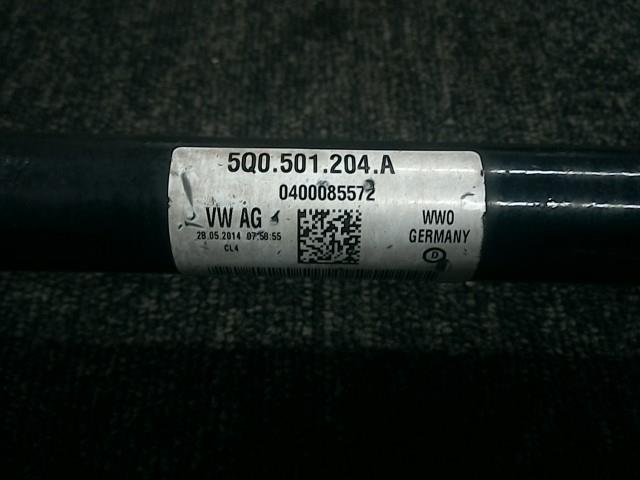 5Q0.501.204.A
0400085572
VW AG
WWO
28.05.2014 07:58:55
GERMANY
CL4
D